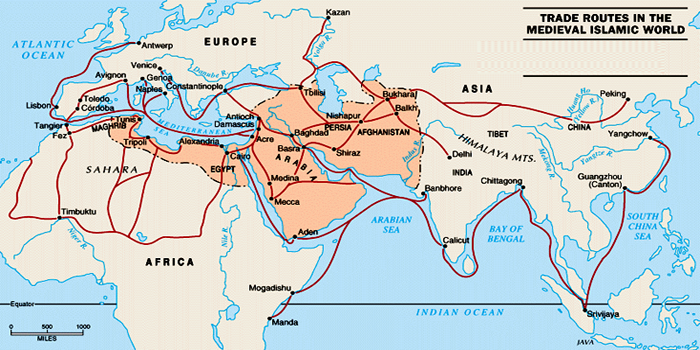 TRADE ROUTES IN THE
MEDIEVAL ISLAMIC WORLD
Kazan
ATLANTIC
OCEAN
Antwerp
EUROPE
Volga R.
Venice
Genoa
Avignon
Danube R.
Naples
Constantinople
Tbilisi
Bukhara
ASIA
Peking
Hwang Ho
(Yellow R.)
Lisbon
Toledo
Córdoba
Antioch
Damascus
Nishapur
Balkh
PERSIA
AFGHANISTAN
TIBET
CHINA
Yangchow
Tangier
Fez
MAGHRIB
Tunis
MEDITERRANEAN
SEA
Tripoli
Alexandria
Acre
Baghdad
Basra
Shiraz
Indus R.
Delhi
HIMALAYA MTS.
Mekong R.
Yangtze R.
SAHARA
Cairo
EGYPT
ARABIA
INDIA
Chittagong
Guangzhou
(Canton)
Medina
Mecca
Banbhore
Timbuktu
Niger R.
Nile R.
Aden
ARABIAN
SEA
Calicut
BAY OF
BENGAL
SOUTH
CHINA
SEA
AFRICA
Mogadishu
Equator
Manda
INDIAN OCEAN
Srivijaya
JAVA
0 500 1000
MILES